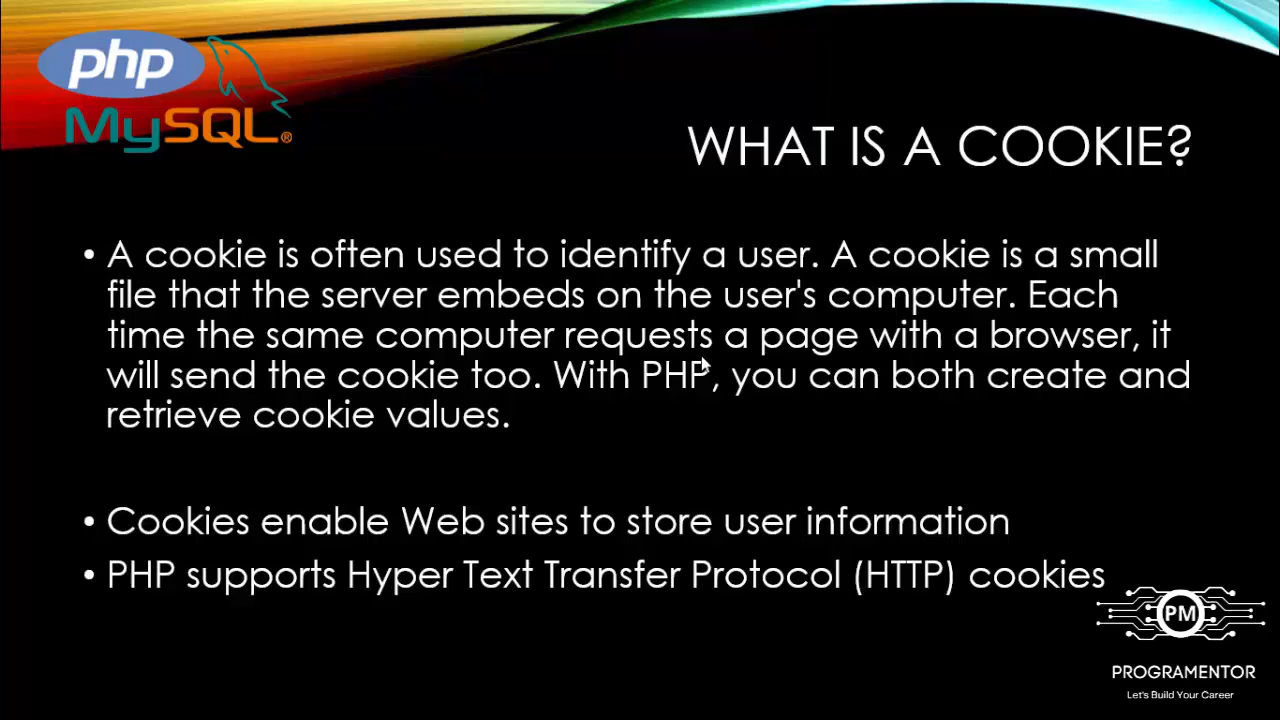 php
MySQL®
WHAT IS A COOKIE?
• A cookie is often used to identify a user. A cookie is a small
file that the server embeds on the user's computer. Each
time the same computer requests a page with a browser, it
will send the cookie too. With PHP, you can both create and
retrieve cookie values.
• Cookies enable Web sites to store user information
• PHP supports Hyper Text Transfer Protocol (HTTP) cookies
PM
PROGRAMENTOR
Let's Build Your Career